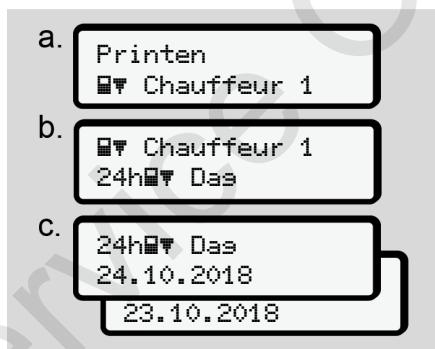 a.
Printen
Chauffeur 1
b.
Chauffeur 1
24h Dag
c.
24h Dag
24.10.2018
23.10.2018